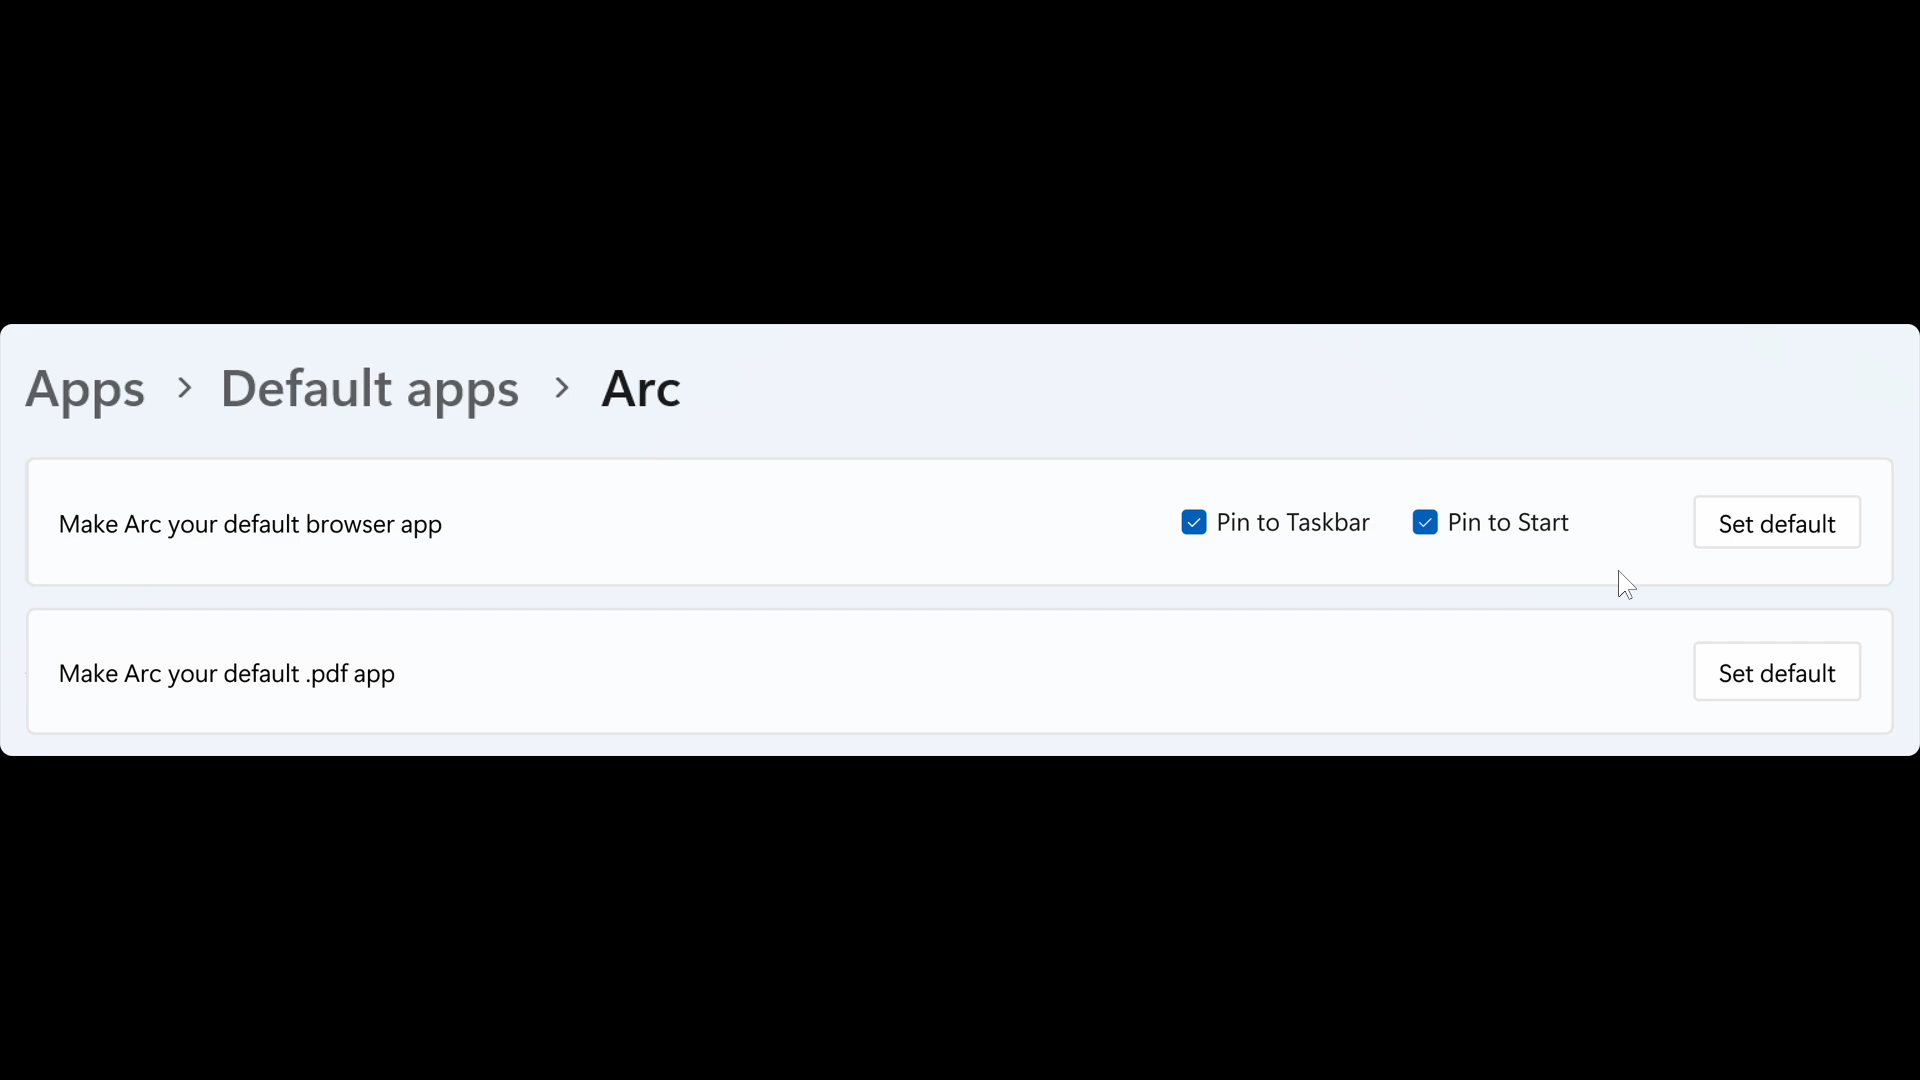 Apps > Default apps > Arc
Make Arc your default browser app Pin to Taskbar Pin to Start Set default
Make Arc your default .pdf app Set default